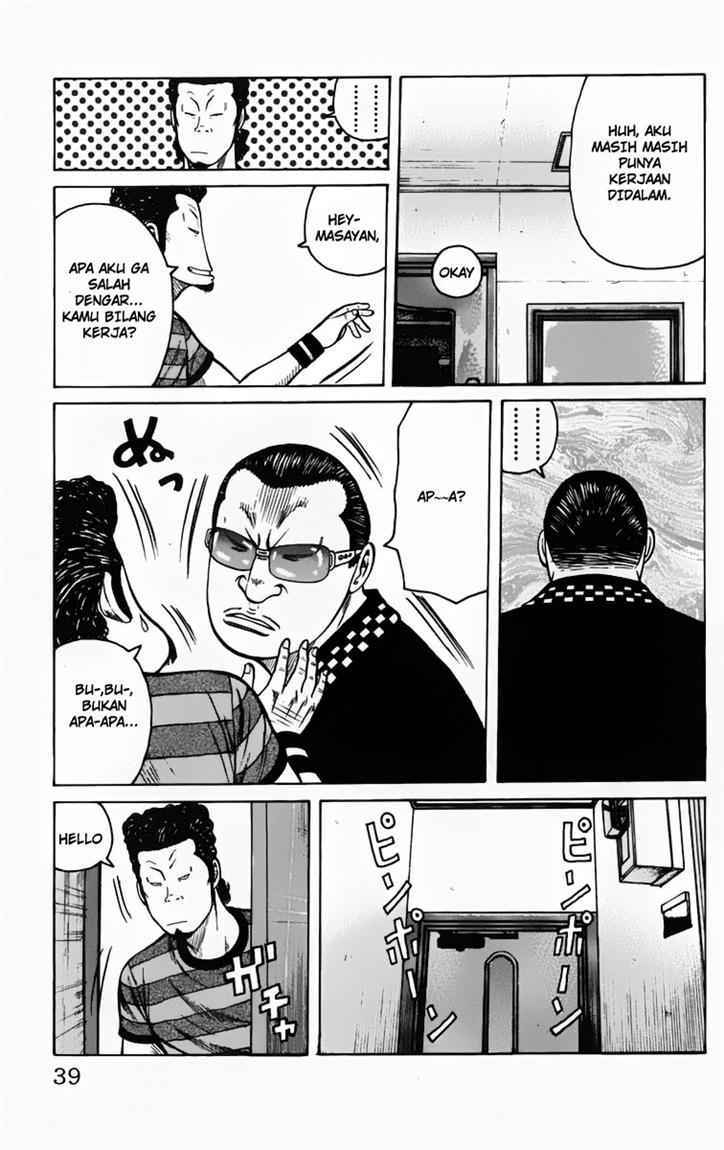 HUH, AKU
MASIH MASIH
PUNYA
KERJAAN
DIDALAM.
OKAY
HEY-
MASAYAN,
APA AKU GA
SALAH
DENGAR...
KAMU BILANG
KERJA?
AP~~A?
ぬっ
BU-,BU-,
BUKAN
APA-APA...
ピンポーン
ピンポーン
HELLO
ガチャ
39